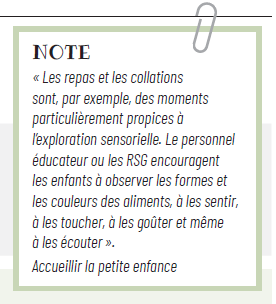 NOTE
« Les repas et les collations
sont, par exemple, des moments
particulièrement propices à
l'exploration sensorielle. Le personnel
éducateur ou les RSG encouragent
les enfants à observer les formes et
les couleurs des aliments, à les sentir,
à les toucher, à les goûter et même
à les écouter ».
Accueillir la petite enfance